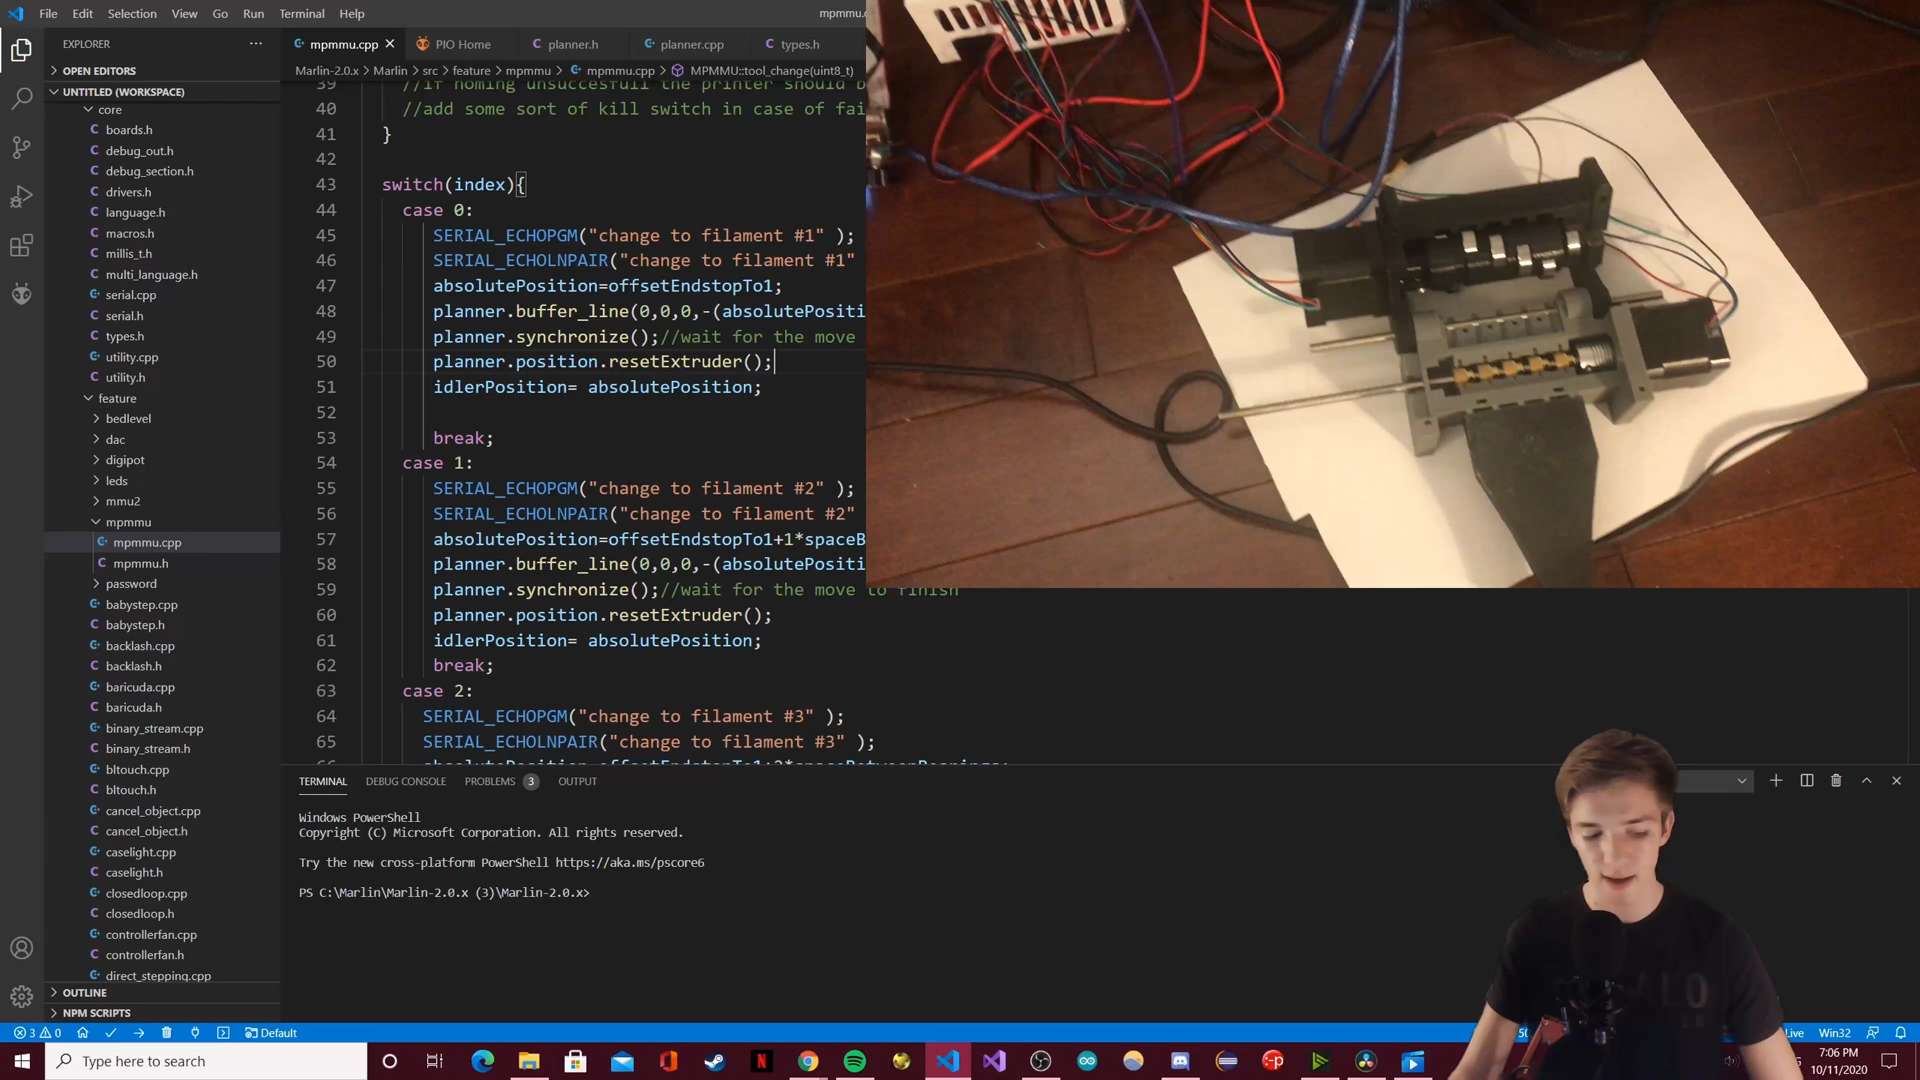 File Edit Selection View Go Run Terminal Help
EXPLORER
OPEN EDITORS
UNTITLED (WORKSPACE)
core
boards.h
debug_out.h
debug_section.h
drivers.h
language.h
macros.h
millis_t.h
multi_language.h
serial.cpp
serial.h
types.h
utility.cpp
utility.h
feature
bedlevel
dac
digipot
leds
mmu2
mpmmu
mpmmu.cpp
mpmmu.h
password
babystep.cpp
babystep.h
backlash.cpp
backlash.h
baricuda.cpp
baricuda.h
binary_stream.cpp
binary_stream.h
bltouch.cpp
bltouch.h
cancel_object.cpp
cancel_object.h
caselight.cpp
caselight.h
closedloop.cpp
closedloop.h
controllerfan.cpp
controllerfan.h
direct_stepping.cpp
OUTLINE
NPM SCRIPTS
mpmmu.cpp PIO Home planner.h planner.cpp types.h
Marlin-2.0.x > Marlin > src > feature > mpmmu > mpmmu.cpp > MPMMU::tool_change(uint8_t)
39 //if homing unsuccesfull the printer should b
40 //add some sort of kill switch in case of fai
41 }
42
43 switch(index){
44 case 0:
45 SERIAL_ECHOPGM("change to filament #1" );
46 SERIAL_ECHOLNPAIR("change to filament #1"
47 absolutePosition=offsetEndstopTo1;
48 planner.buffer_line(0,0,0,-(absolutePositi
49 planner.synchronize();//wait for the move
50 planner.position.resetExtruder();
51 idlerPosition= absolutePosition;
52
53 break;
54 case 1:
55 SERIAL_ECHOPGM("change to filament #2" );
56 SERIAL_ECHOLNPAIR("change to filament #2"
57 absolutePosition=offsetEndstopTo1+1*spaceB
58 planner.buffer_line(0,0,0,-(absolutePositi
59 planner.synchronize();//wait for the move to finish
60 planner.position.resetExtruder();
61 idlerPosition= absolutePosition;
62 break;
63 case 2:
64 SERIAL_ECHOPGM("change to filament #3" );
65 SERIAL_ECHOLNPAIR("change to filament #3" );
TERMINAL DEBUG CONSOLE PROBLEMS 3 OUTPUT
Windows PowerShell
Copyright (C) Microsoft Corporation. All rights reserved.
Try the new cross-platform PowerShell https://aka.ms/pscore6
PS C:\Marlin\Marlin-2.0.x (3)\Marlin-2.0.x>
3 0 Default Live Win32
Type here to search
7:06 PM
10/11/2020